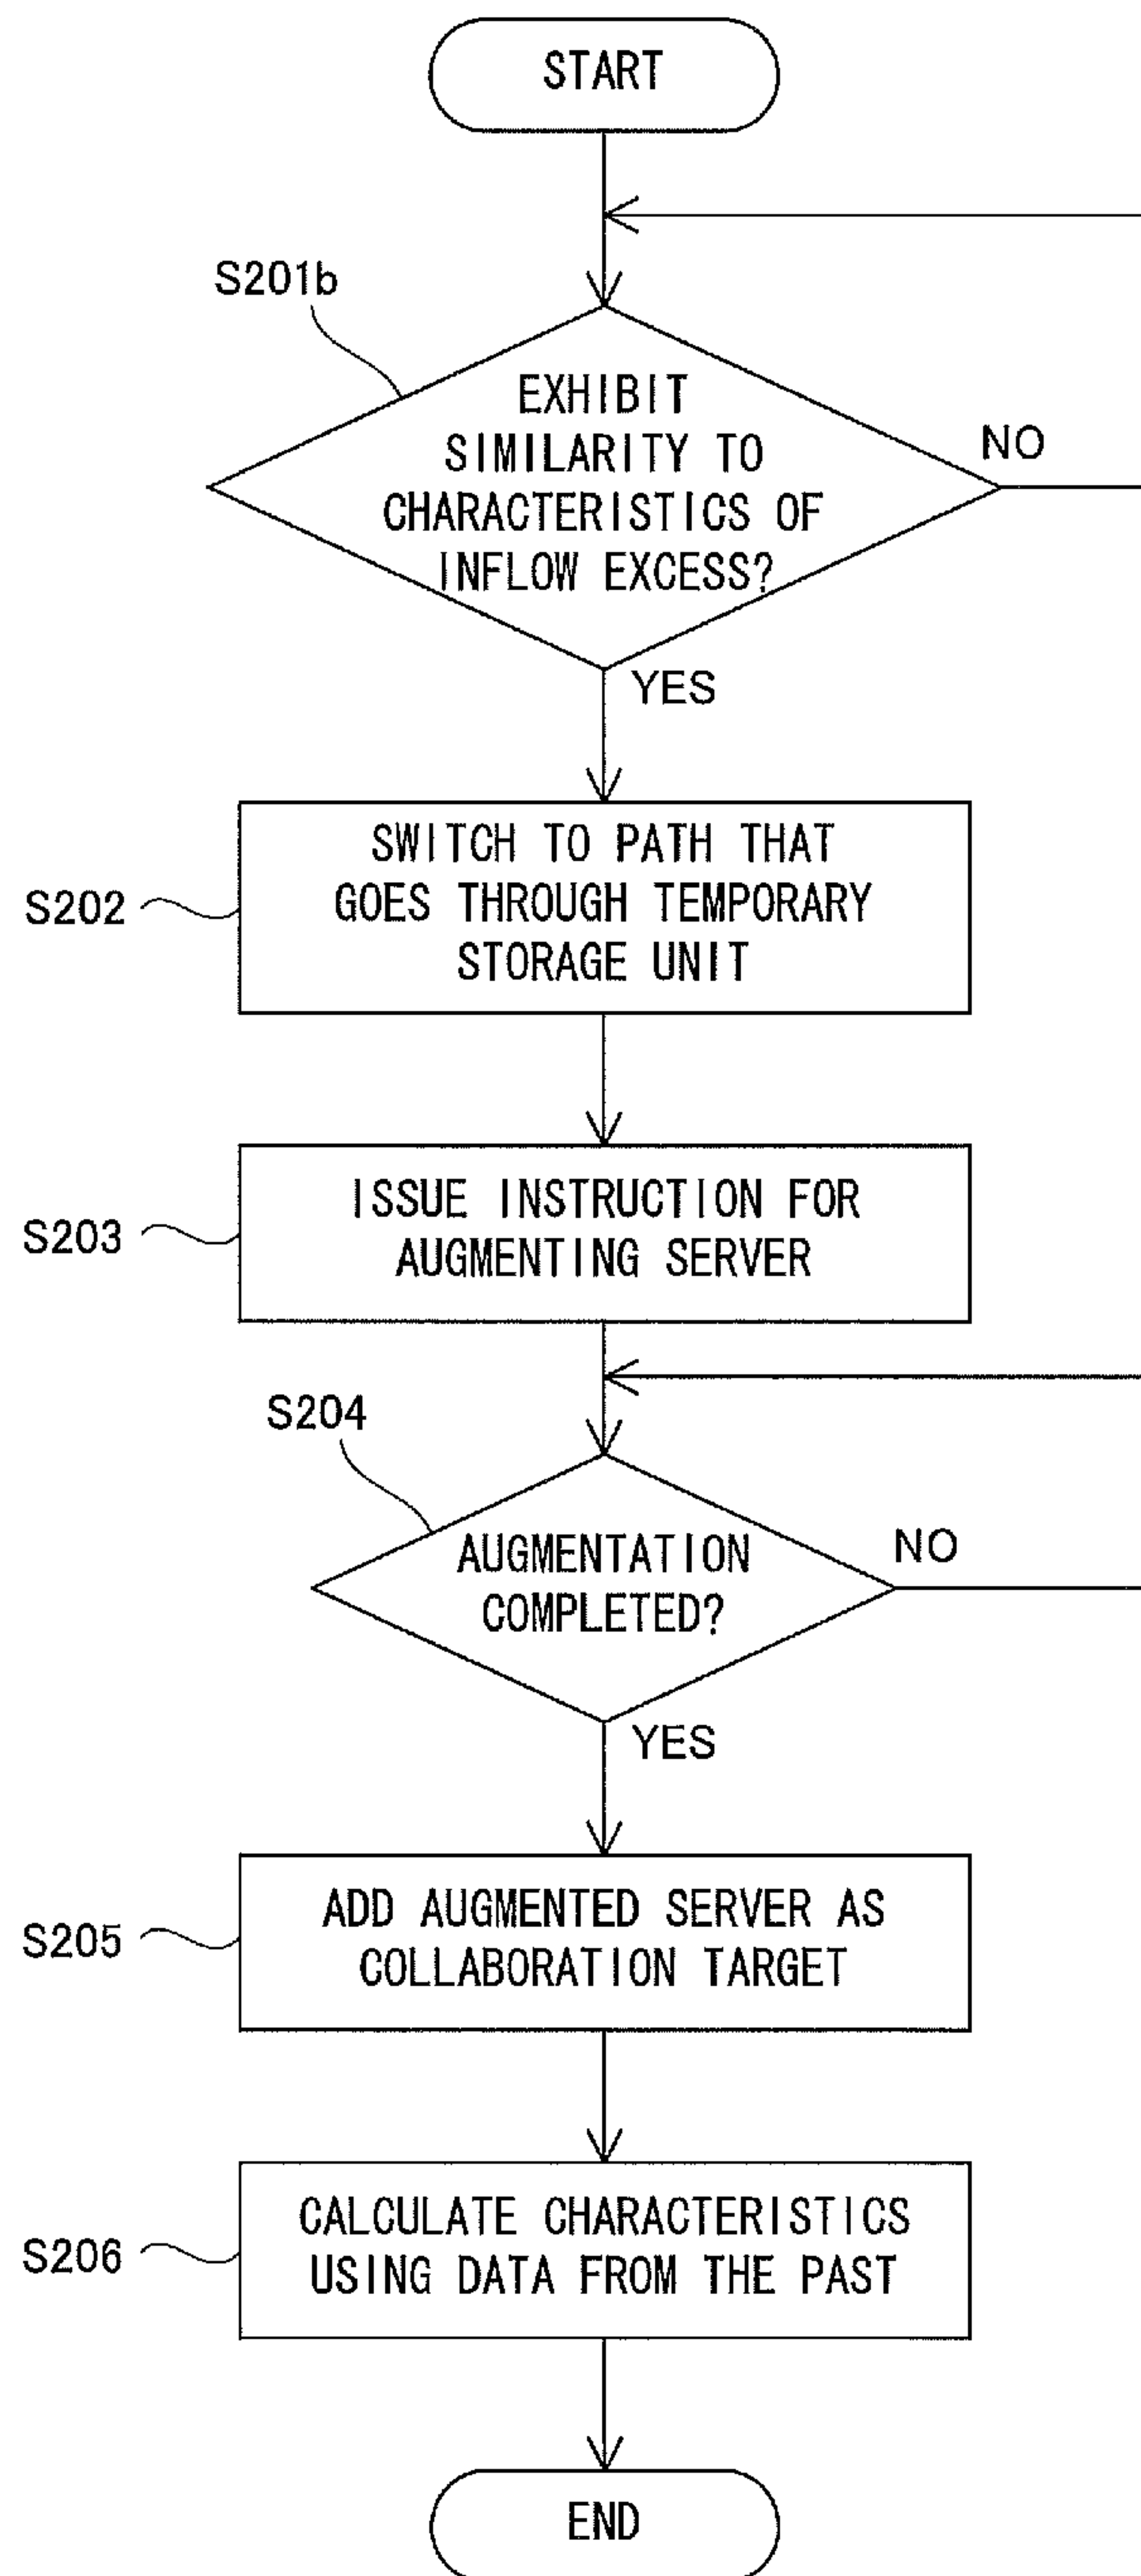 START
S201b
EXHIBIT
SIMILARITY TO
CHARACTERISTICS OF
INFLOW EXCESS?
NO
YES
S202
SWITCH TO PATH THAT
GOES THROUGH TEMPORARY
STORAGE UNIT
S203
ISSUE INSTRUCTION FOR
AUGMENTING SERVER
S204
AUGMENTATION
COMPLETED?
NO
YES
S205
ADD AUGMENTED SERVER AS
COLLABORATION TARGET
S206
CALCULATE CHARACTERISTICS
USING DATA FROM THE PAST
END